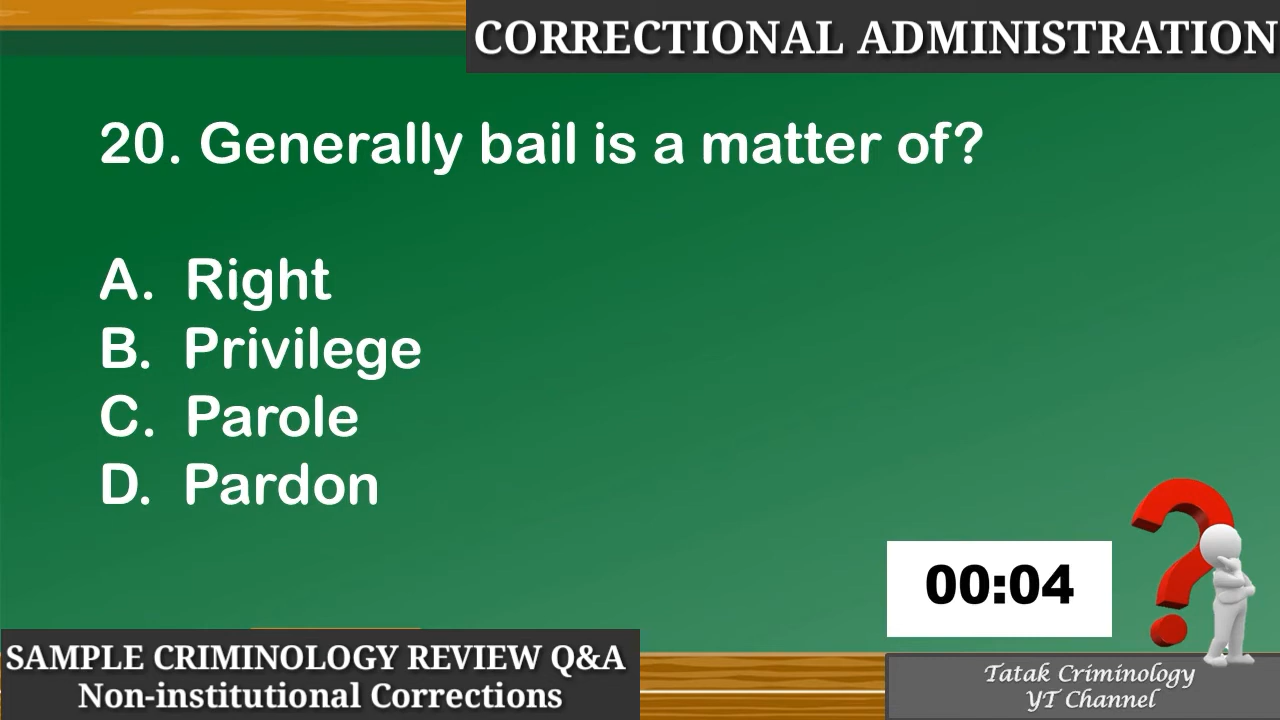 CORRECTIONAL ADMINISTRATION
20. Generally bail is a matter of?
A. Right
B. Privilege
C. Parole
D. Pardon
00:04
SAMPLE CRIMINOLOGY REVIEW Q&A
Non-institutional Corrections
Tatak Criminology
YT Channel